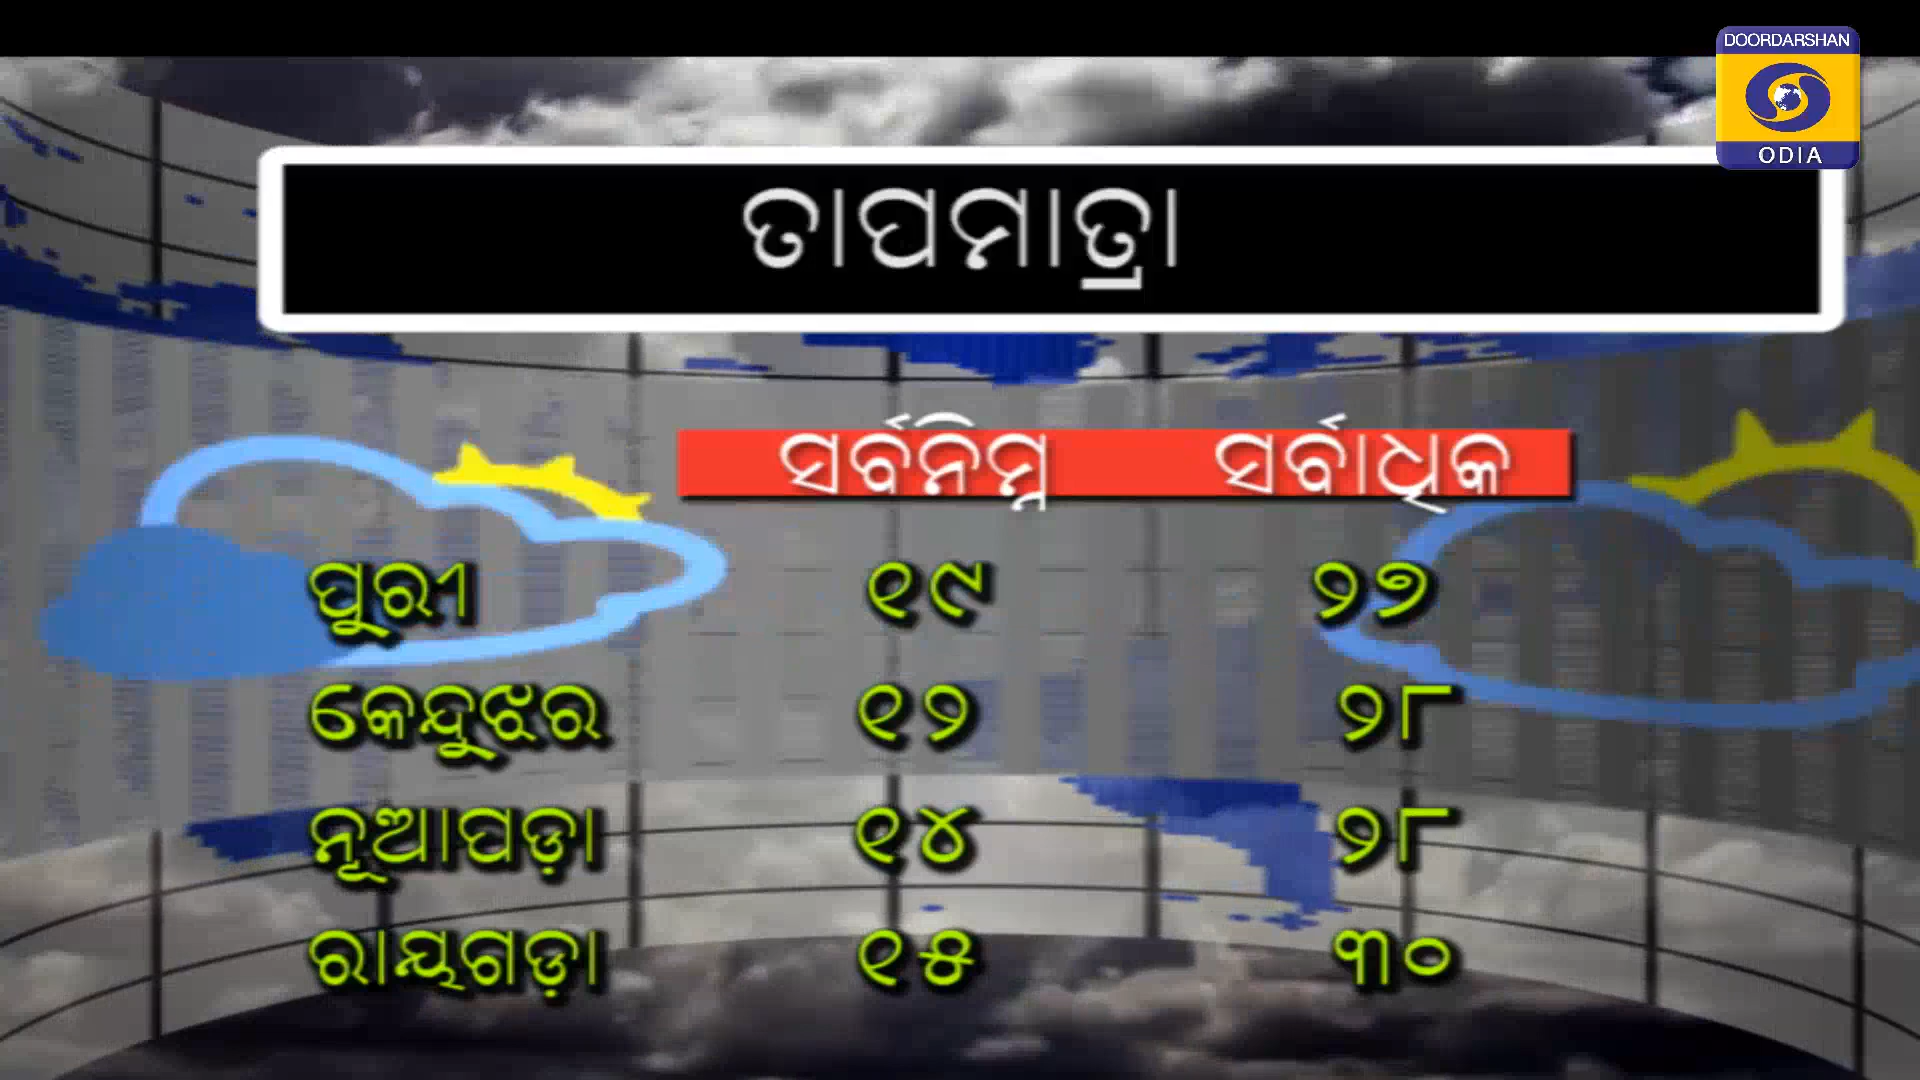 DOORDARSHAN
ODIA
ତାପମାତ୍ରା
ସର୍ବନିମ୍ନ ସର୍ବାଧିକ
ପୁରୀ ୧୯ ୨୭
କେନ୍ଦୁଝର ୧୨ ୨୮
ନୂଆପଡ଼ା ୧୪ ୨୮
ରାୟଗଡ଼ା ୧୫ ୩୦